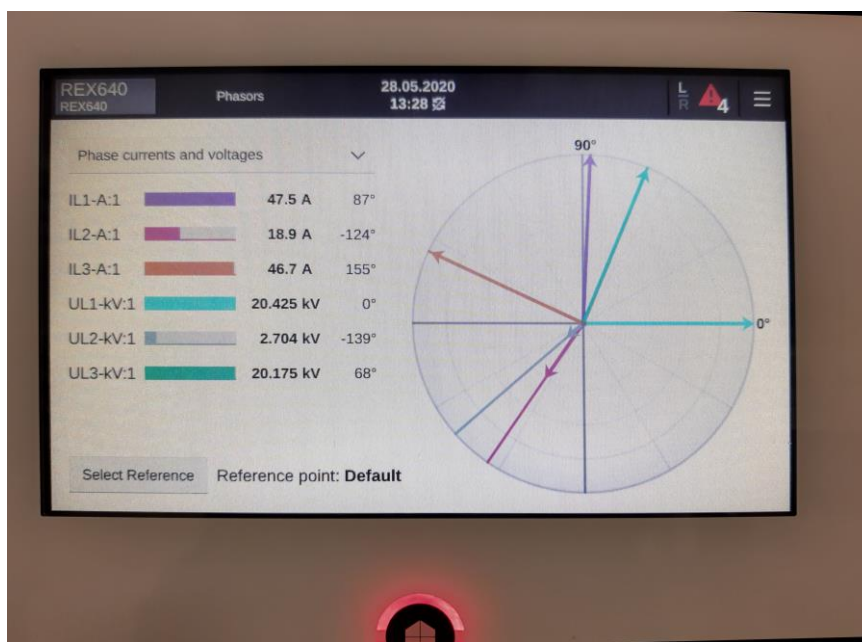 REX640
REX640
Phasors
28.05.2020
13:28
L
R
4
Phase currents and voltages
IL1-A:1 47.5 A 87°
IL2-A:1 18.9 A -124°
IL3-A:1 46.7 A 155°
UL1-kV:1 20.425 kV 0°
UL2-kV:1 2.704 kV -139°
UL3-kV:1 20.175 kV 68°
90°
0°
Select Reference Reference point: Default